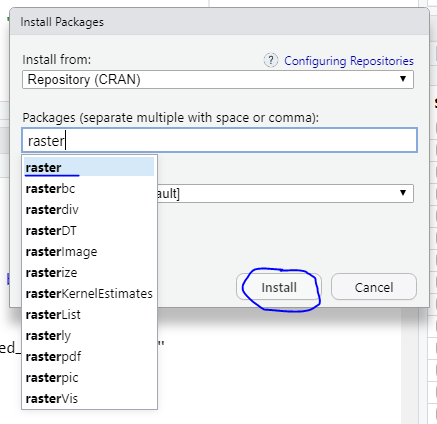 Install Packages
Install from:
? Configuring Repositories
Repository (CRAN)
Packages (separate multiple with space or comma):
raster
raster
rasterbc
ault]
rasterdiv
rasterDT
rasterImage
rasterize
rasterKernelEstimates
Install
Cancel
rasterList
rasterly
ed_
"
rasterpdf
rasterpic
rasterVis